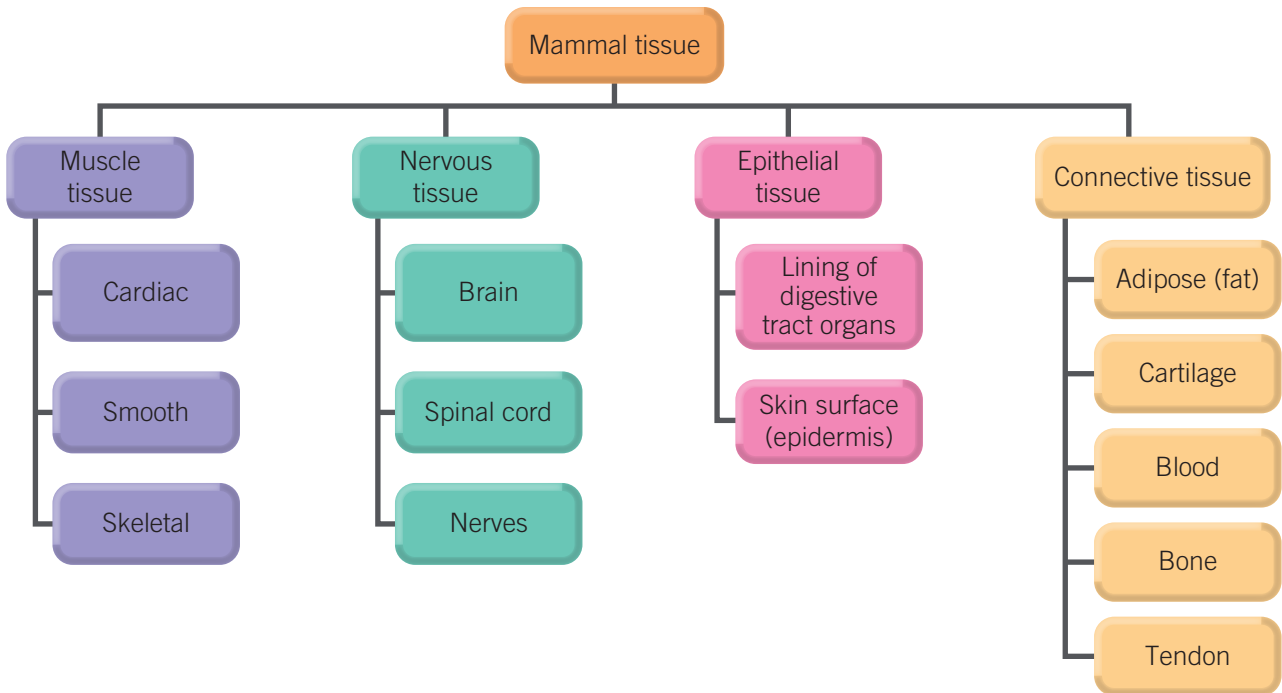 Mammal tissue
Muscle
tissue
Cardiac
Smooth
Skeletal
Nervous
tissue
Brain
Spinal cord
Nerves
Epithelial
tissue
Lining of
digestive
tract organs
Skin surface
(epidermis)
Connective tissue
Adipose (fat)
Cartilage
Blood
Bone
Tendon